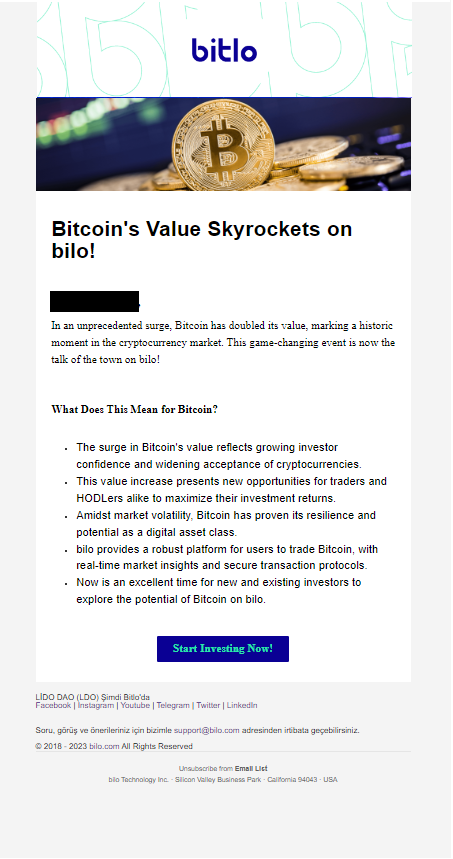 bitlo
Bitcoin's Value Skyrockets on
bilo!
In an unprecedented surge, Bitcoin has doubled its value, marking a historic
moment in the cryptocurrency market. This game-changing event is now the
talk of the town on bilo!
What Does This Mean for Bitcoin?
• The surge in Bitcoin's value reflects growing investor
confidence and widening acceptance of cryptocurrencies.
• This value increase presents new opportunities for traders and
HODLers alike to maximize their investment returns.
• Amidst market volatility, Bitcoin has proven its resilience and
potential as a digital asset class.
• bilo provides a robust platform for users to trade Bitcoin, with
real-time market insights and secure transaction protocols.
• Now is an excellent time for new and existing investors to
explore the potential of Bitcoin on bilo.
Start Investing Now!
LİDO DAO (LDO) Şimdi Bitlo'da
Facebook | Instagram | Youtube | Telegram | Twitter | LinkedIn
Soru, görüş ve önerileriniz için bizimle support@bilo.com adresinden irtibata geçebilirsiniz.
© 2018 - 2023 bilo.com All Rights Reserved
Unsubscribe from Email List
bilo Technology Inc. · Silicon Valley Business Park · California 94043 · USA